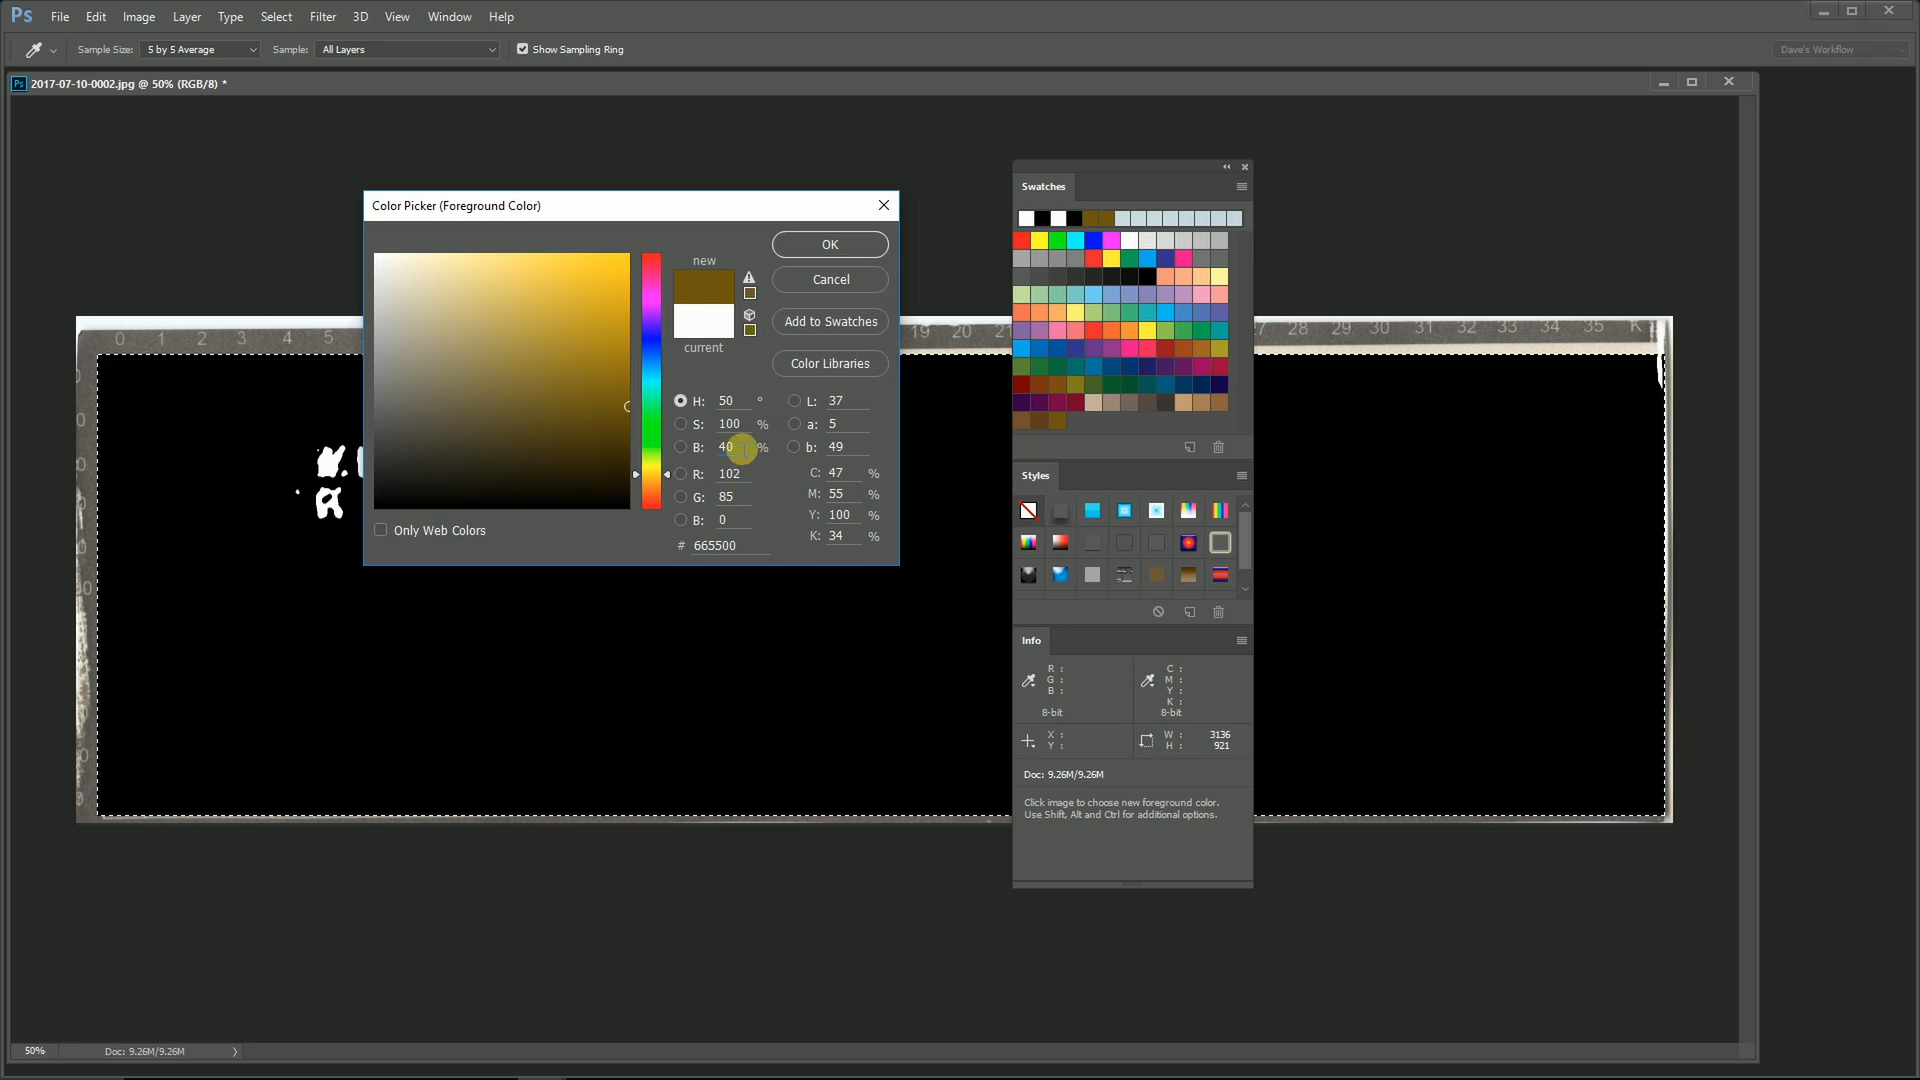 Ps File Edit Image Layer Type Select Filter 3D View Window Help
Sample Size: 5 by 5 Average Sample: All Layers Show Sampling Ring Dave's Workflow
Ps 2017-07-10-0002.jpg @ 50% (RGB/8) *
Color Picker (Foreground Color)
new
current
OK
Cancel
Add to Swatches
Color Libraries
H: 50 ° L: 37
S: 100 % a: 5
B: 40 % b: 49
R: 102 C: 47 %
G: 85 M: 55 %
B: 0 Y: 100 %
# 665500 K: 34 %
Only Web Colors
0 1 2 3 4 5
19 20
28 29 30 31 32 33 34 35 K
Swatches
Styles
Info
R : C :
G : M :
B : Y :
K :
8-bit 8-bit
X : W : 3136
Y : H : 921
Doc: 9.26M/9.26M
Click image to choose new foreground color.
Use Shift, Alt and Ctrl for additional options.
50% Doc: 9.26M/9.26M